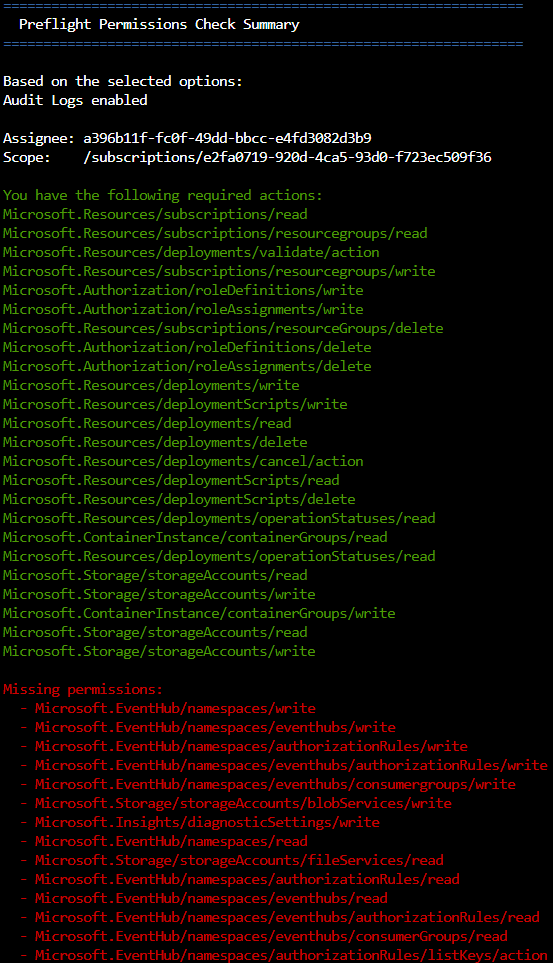 =================================================================
Preflight Permissions Check Summary
=================================================================
Based on the selected options:
Audit Logs enabled
Assignee: a396b11f-fc0f-49dd-bbcc-e4fd3082d3b9
Scope: /subscriptions/e2fa0719-920d-4ca5-93d0-f723ec509f36
You have the following required actions:
Microsoft.Resources/subscriptions/read
Microsoft.Resources/subscriptions/resourcegroups/read
Microsoft.Resources/deployments/validate/action
Microsoft.Resources/subscriptions/resourcegroups/write
Microsoft.Authorization/roleDefinitions/write
Microsoft.Authorization/roleAssignments/write
Microsoft.Resources/subscriptions/resourceGroups/delete
Microsoft.Authorization/roleDefinitions/delete
Microsoft.Authorization/roleAssignments/delete
Microsoft.Resources/deployments/write
Microsoft.Resources/deploymentScripts/write
Microsoft.Resources/deployments/read
Microsoft.Resources/deployments/delete
Microsoft.Resources/deployments/cancel/action
Microsoft.Resources/deploymentScripts/read
Microsoft.Resources/deploymentScripts/delete
Microsoft.Resources/deployments/operationStatuses/read
Microsoft.ContainerInstance/containerGroups/read
Microsoft.Resources/deployments/operationStatuses/read
Microsoft.Storage/storageAccounts/read
Microsoft.Storage/storageAccounts/write
Microsoft.ContainerInstance/containerGroups/write
Microsoft.Storage/storageAccounts/read
Microsoft.Storage/storageAccounts/write
Missing permissions:
- Microsoft.EventHub/namespaces/write
- Microsoft.EventHub/namespaces/eventhubs/write
- Microsoft.EventHub/namespaces/authorizationRules/write
- Microsoft.EventHub/namespaces/eventhubs/authorizationRules/write
- Microsoft.EventHub/namespaces/eventhubs/consumergroups/write
- Microsoft.Storage/storageAccounts/blobServices/write
- Microsoft.Insights/diagnosticSettings/write
- Microsoft.EventHub/namespaces/read
- Microsoft.Storage/storageAccounts/fileServices/read
- Microsoft.EventHub/namespaces/authorizationRules/read
- Microsoft.EventHub/namespaces/eventhubs/read
- Microsoft.EventHub/namespaces/eventhubs/authorizationRules/read
- Microsoft.EventHub/namespaces/eventhubs/consumerGroups/read
- Microsoft.EventHub/namespaces/authorizationRules/listKeys/action